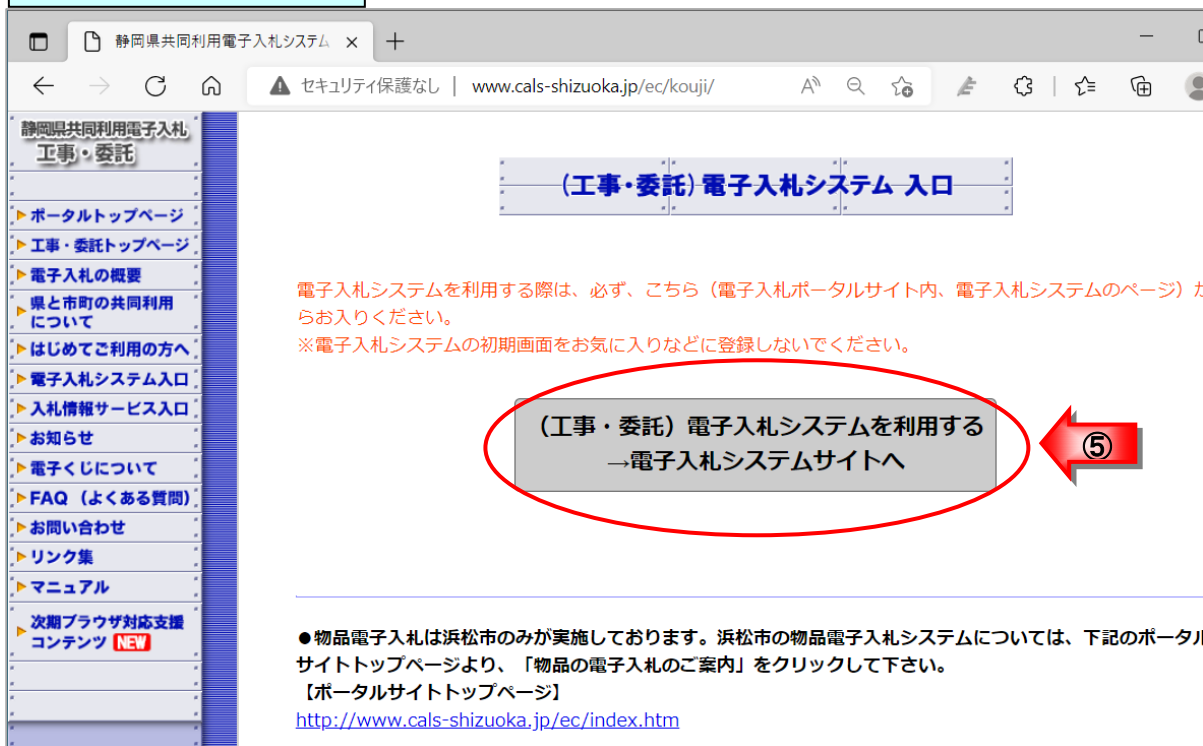 静岡県共同利用電子入札システム
セキュリティ保護なし | www.cals-shizuoka.jp/ec/kouji/
静岡県共同利用電子入札
工事・委託
ポータルトップページ
工事・委託トップページ
電子入札の概要
県と市町の共同利用
について
はじめてご利用の方へ
電子入札システム入口
入札情報サービス入口
お知らせ
電子くじについて
FAQ（よくある質問）
お問い合わせ
リンク集
マニュアル
次期ブラウザ対応支援
コンテンツ NEW
（工事・委託）電子入札システム 入口
電子入札システムを利用する際は、必ず、こちら（電子入札ポータルサイト内、電子入札システムのページ）か
らお入りください。
※電子入札システムの初期画面をお気に入りなどに登録しないでください。
（工事・委託）電子入札システムを利用する
→電子入札システムサイトへ
⑤
●物品電子入札は浜松市のみが実施しております。浜松市の物品電子入札システムについては、下記のポータル
サイトトップページより、「物品の電子入札のご案内」をクリックして下さい。
【ポータルサイトトップページ】
http://www.cals-shizuoka.jp/ec/index.htm